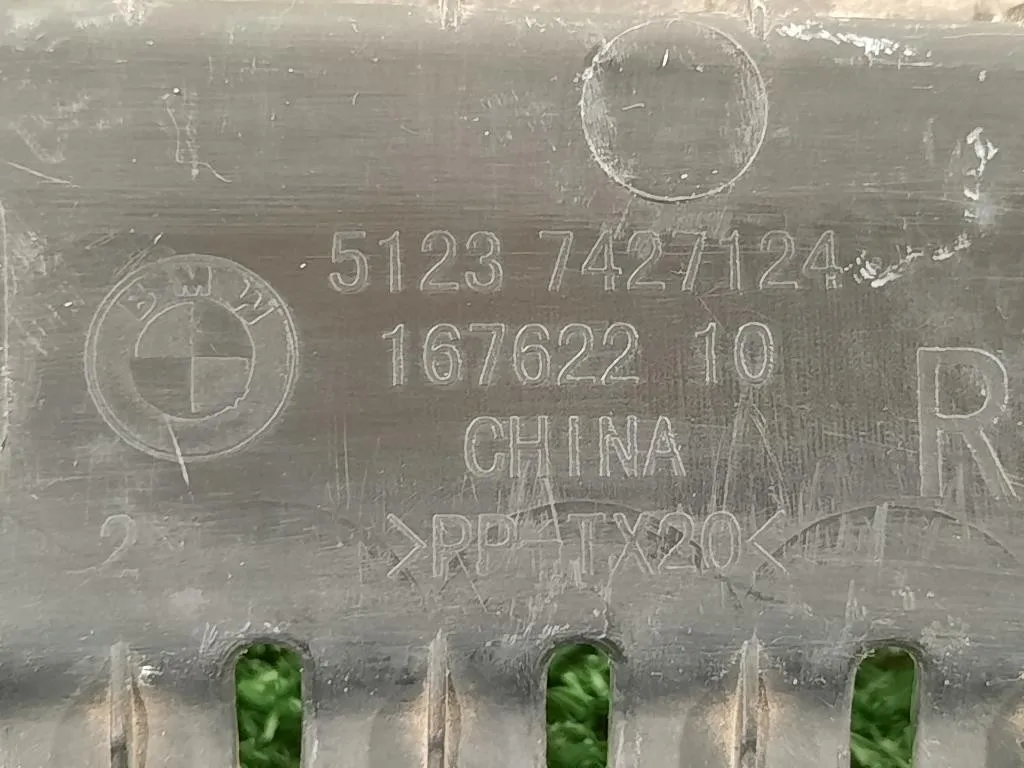 BMW
5123 7427124
167622 10
CHINA
R
2
>PP-TX20<